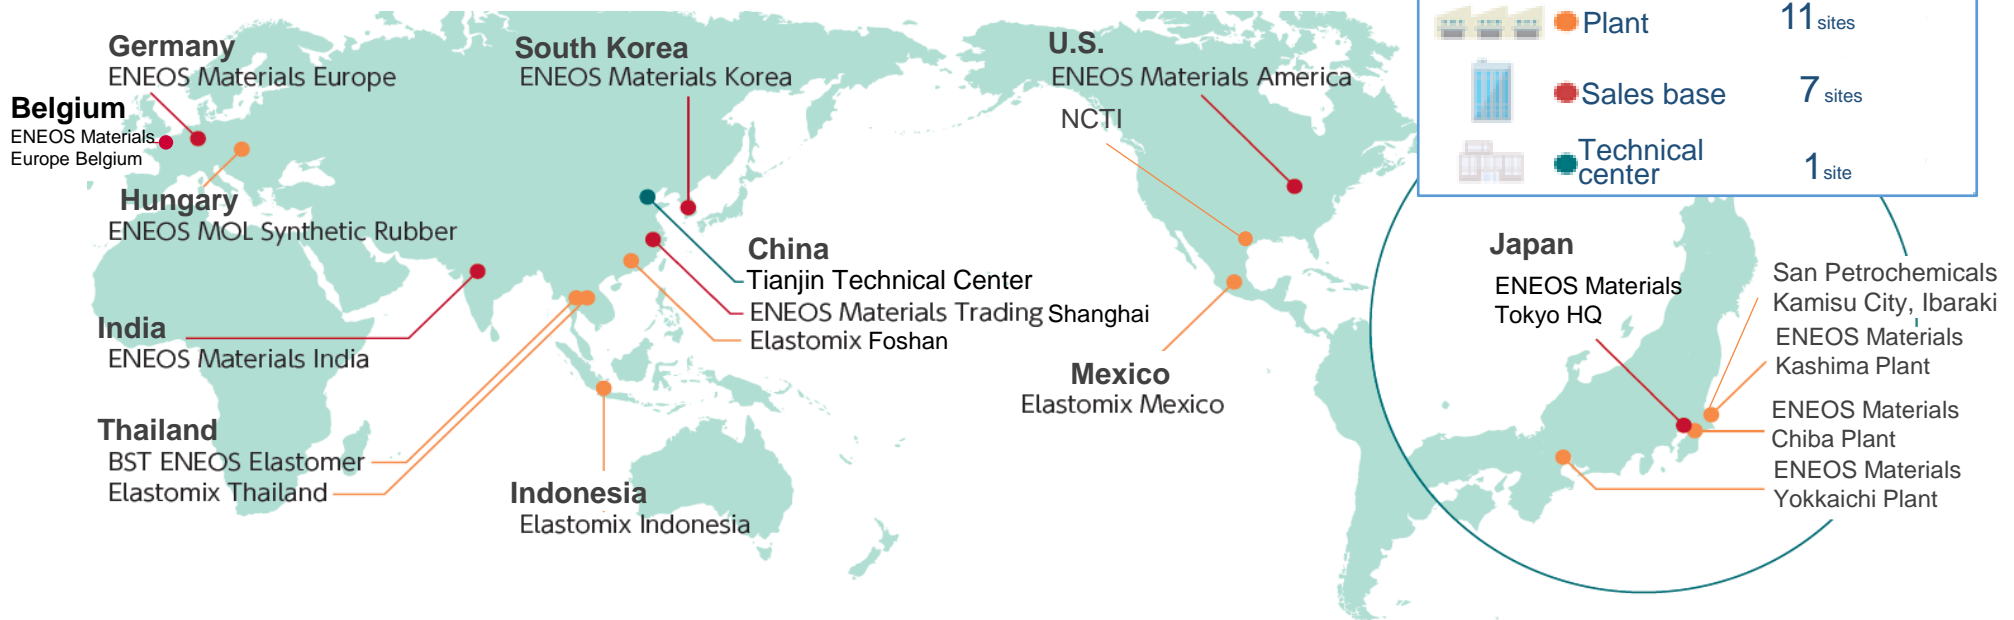 Germany
ENEOS Materials Europe
Belgium
ENEOS Materials
Europe Belgium
Hungary
ENEOS MOL Synthetic Rubber
South Korea
ENEOS Materials Korea
India
ENEOS Materials India
Thailand
BST ENEOS Elastomer
Elastomix Thailand
Indonesia
Elastomix Indonesia
China
Tianjin Technical Center
ENEOS Materials Trading Shanghai
Elastomix Foshan
U.S.
ENEOS Materials America
NCTI
Mexico
Elastomix Mexico
Plant 11 sites
Sales base 7 sites
Technical
center 1 site
Japan
ENEOS Materials
Tokyo HQ
San Petrochemicals
Kamisu City, Ibaraki
ENEOS Materials
Kashima Plant
ENEOS Materials
Chiba Plant
ENEOS Materials
Yokkaichi Plant